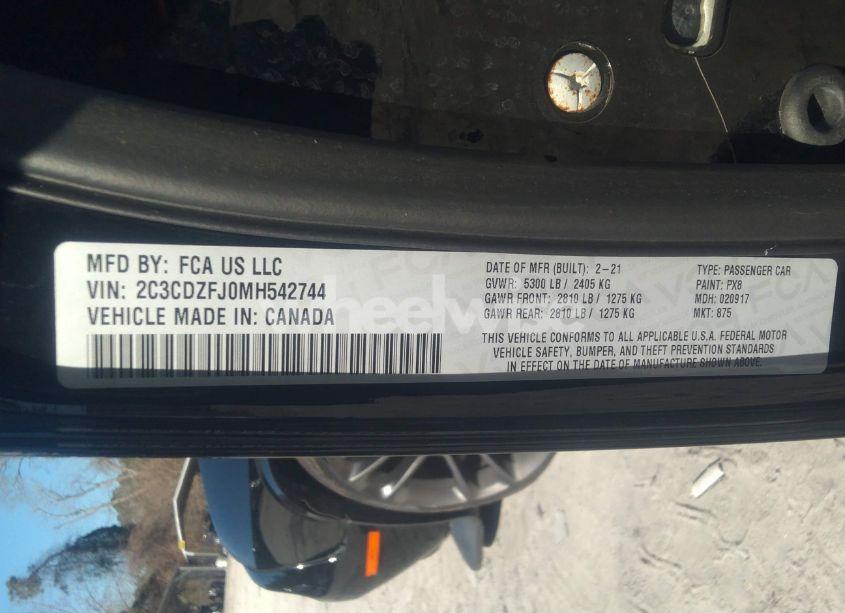 MFD BY: FCA US LLC
VIN: 2C3CDZFJ0MH542744
VEHICLE MADE IN: CANADA
DATE OF MFR (BUILT): 2-21
GVWR: 5300 LB / 2405 KG
GAWR FRONT: 2810 LB / 1275 KG
GAWR REAR: 2810 LB / 1275 KG
TYPE: PASSENGER CAR
PAINT: PX8
MDH: 020917
MKT: 875
THIS VEHICLE CONFORMS TO ALL APPLICABLE U.S.A. FEDERAL MOTOR
VEHICLE SAFETY, BUMPER, AND THEFT PREVENTION STANDARDS
IN EFFECT ON THE DATE OF MANUFACTURE SHOWN ABOVE.